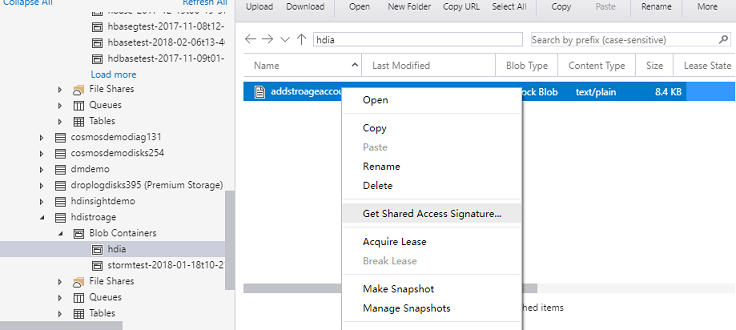 Collapse All Refresh All
hbasegtest-2017-11-08t12-
hbasetest-2018-02-06t13-4
hdbasetest-2017-11-09t01-
Load more
File Shares
Queues
Tables
cosmosdemodiag131
cosmosdemodisks254
dmdemo
droplogdisks395 (Premium Storage)
hdinsightdemo
hdistroage
Blob Containers
hdia
stormtest-2018-01-18t10-2
File Shares
Queues
Tables
Upload Download Open New Folder Copy URL Select All Copy Paste Rename More
hdia Search by prefix (case-sensitive)
Name Last Modified Blob Type Content Type Size Lease State
addstroageaccou ock Blob text/plain 8.4 KB
Open
Copy
Paste
Rename
Delete
Get Shared Access Signature...
Acquire Lease
Break Lease
Make Snapshot
Manage Snapshots
hed items